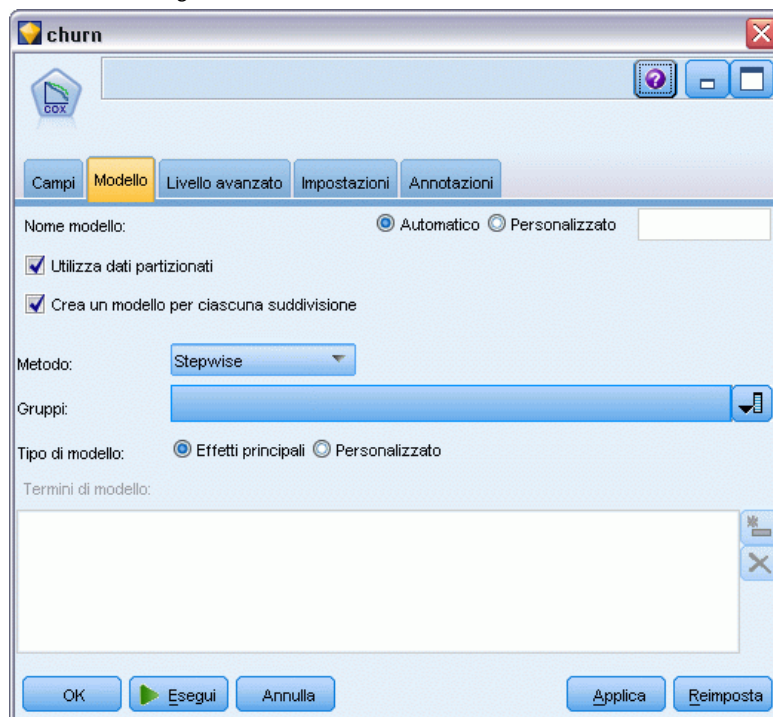 churn
COX
Campi Modello Livello avanzato Impostazioni Annotazioni
Nome modello: Automatico Personalizzato
Utilizza dati partizionati
Crea un modello per ciascuna suddivisione
Metodo: Stepwise
Gruppi:
Tipo di modello: Effetti principali Personalizzato
Termini di modello:
OK Esegui Annulla Applica Reimposta